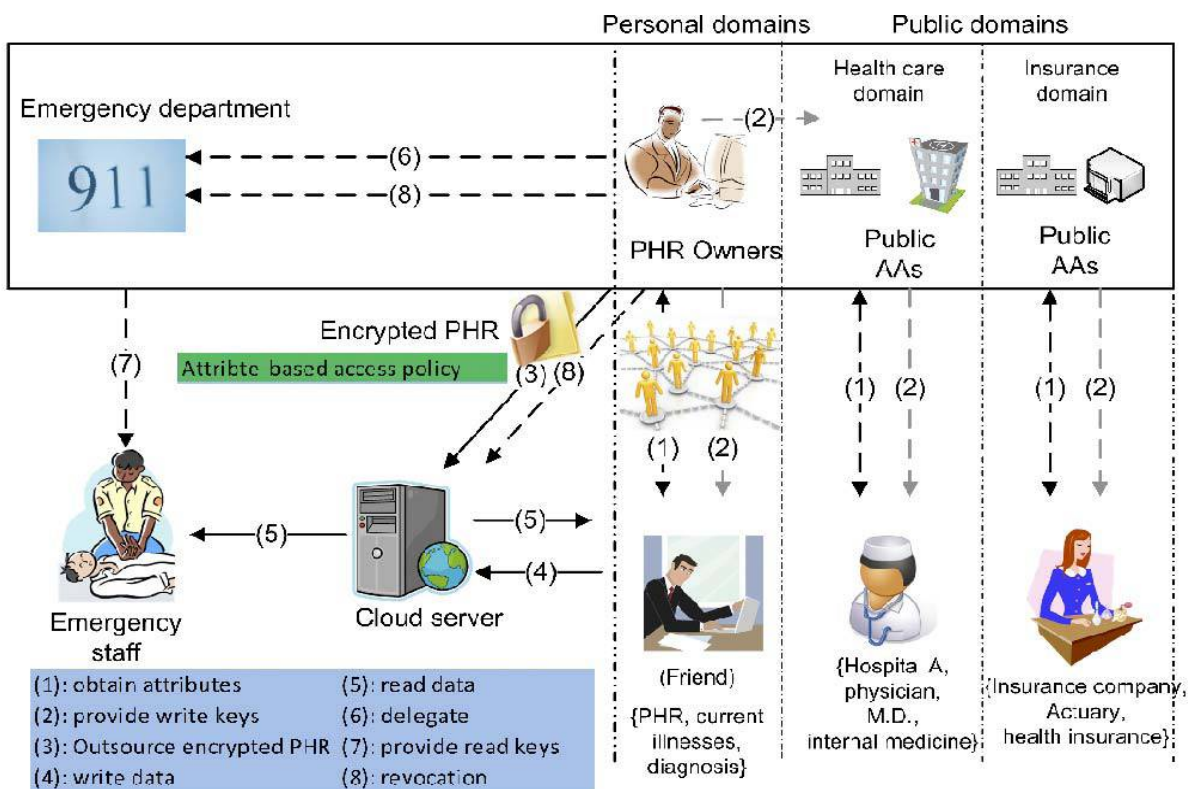 Personal domains
Public domains
Emergency department
911
(6)
(8)
(2)
PHR Owners
Health care
domain
Public
AAs
Insurance
domain
Public
AAs
Encrypted PHR
Attribte-based access policy
(3)
(8)
(7)
(1)
(2)
(1)
(2)
(1)
(2)
(5)
(5)
(4)
Emergency
staff
Cloud server
(Friend)
{PHR, current
illnesses,
diagnosis}
{Hospita A,
physician,
M.D.,
internal medicine}
{Insurance company,
Actuary,
health insurance}
(1): obtain attributes
(2): provide write keys
(3): Outsource encrypted PHR
(4): write data
(5): read data
(6): delegate
(7): provide read keys
(8): revocation